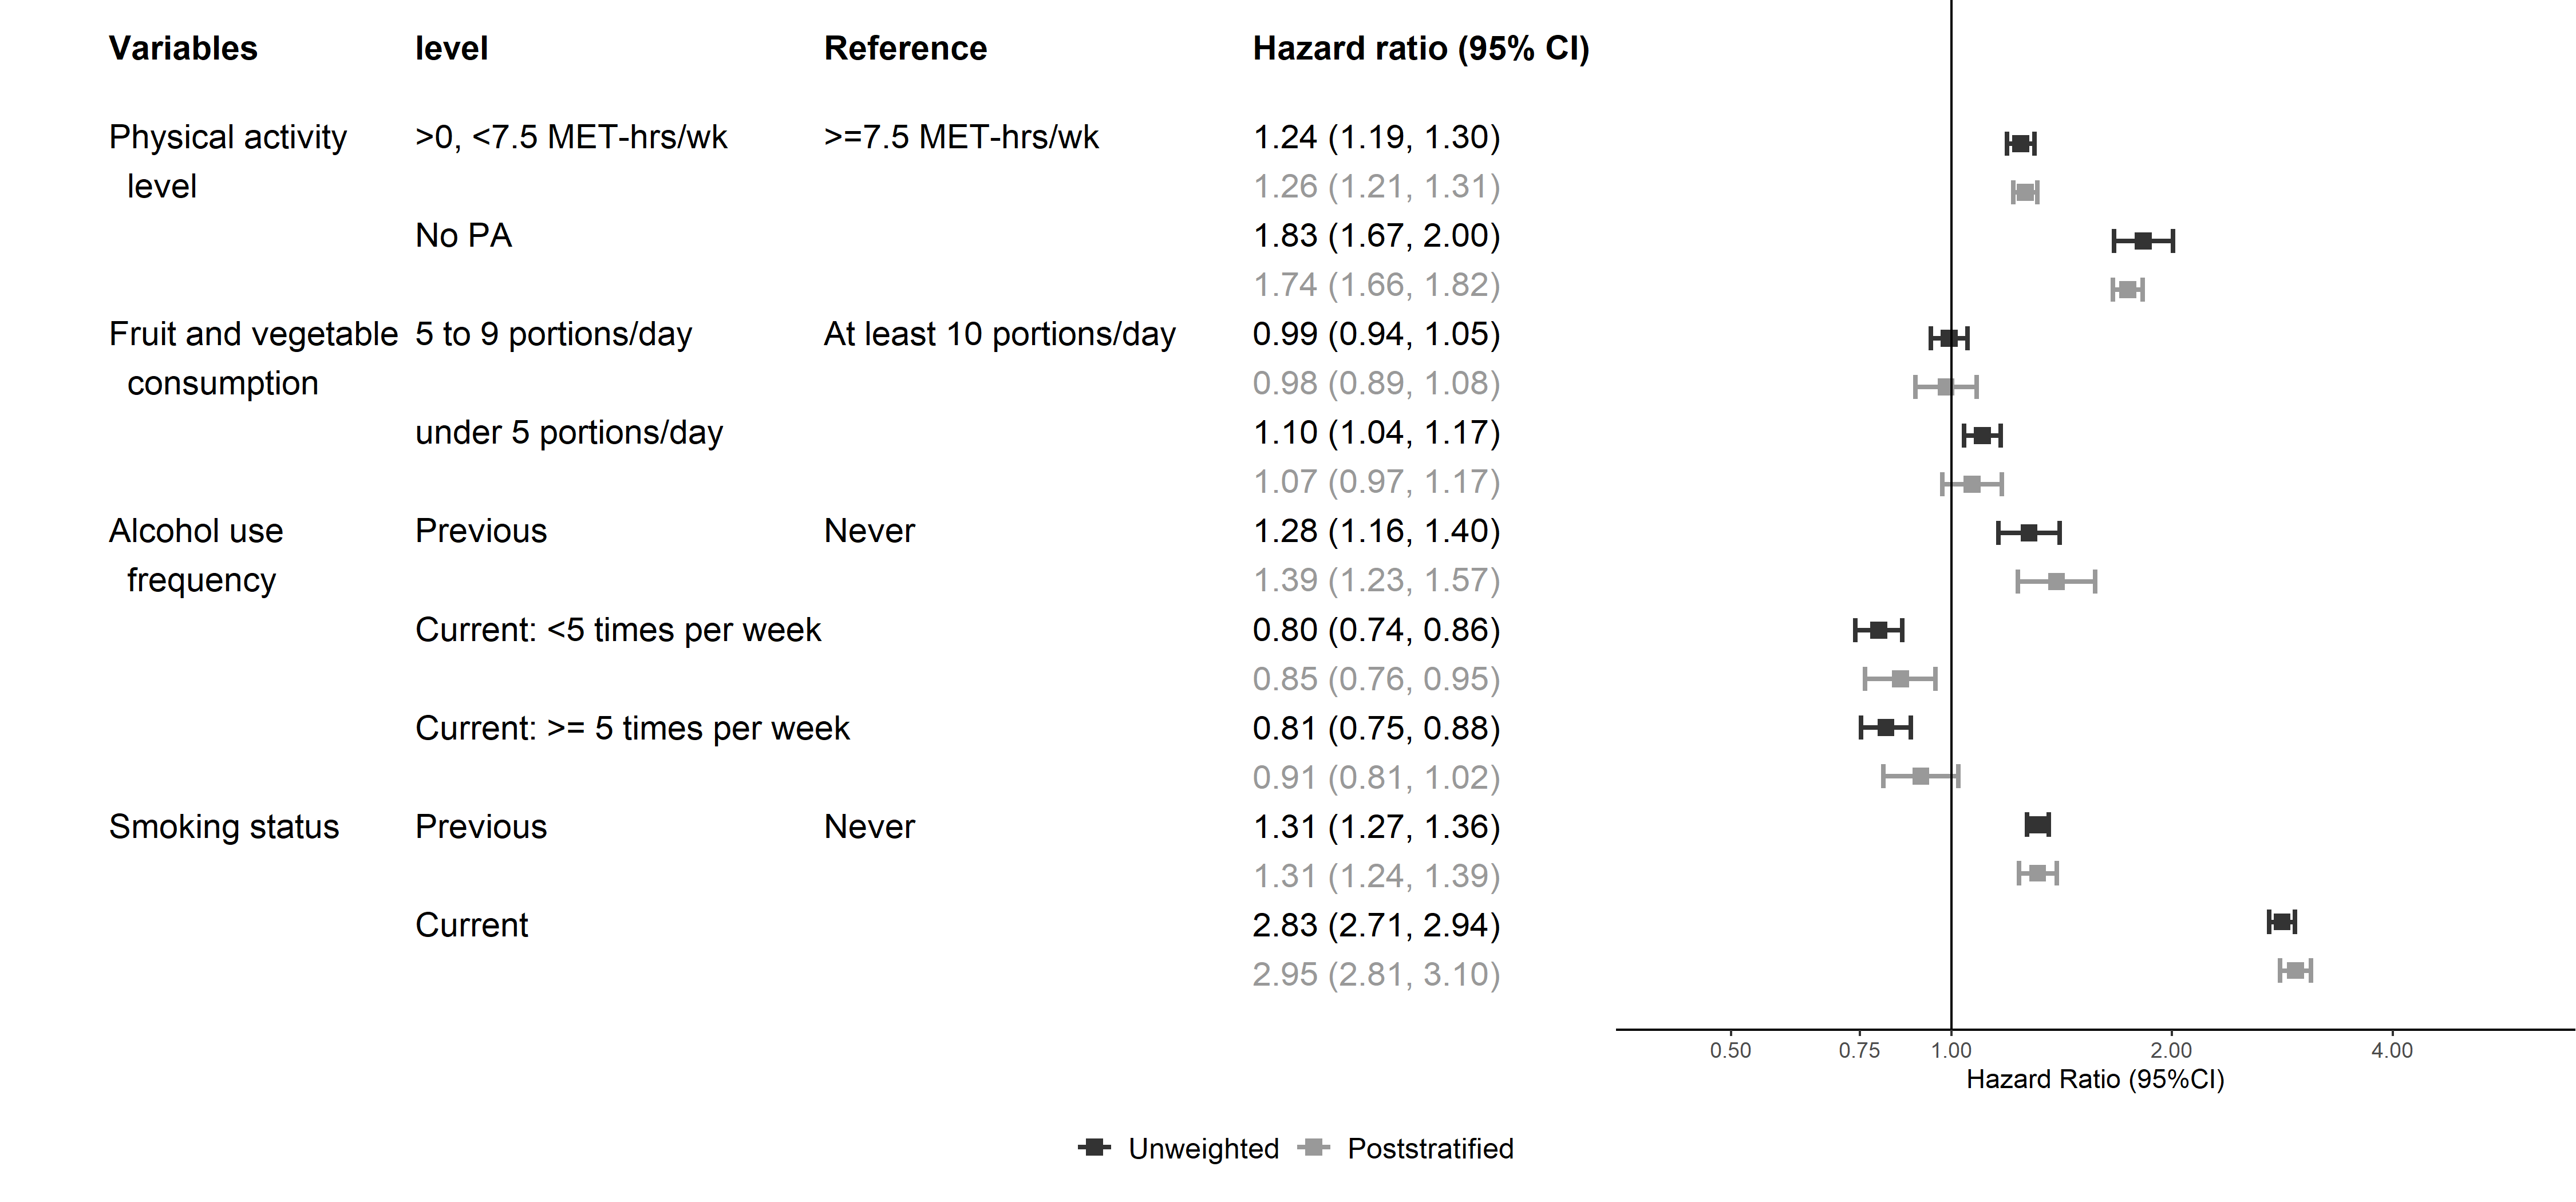 Variables level Reference Hazard ratio (95% CI)
Physical activity >0, <7.5 MET-hrs/wk >=7.5 MET-hrs/wk 1.24 (1.19, 1.30)
level 1.26 (1.21, 1.31)
No PA 1.83 (1.67, 2.00)
1.74 (1.66, 1.82)
Fruit and vegetable 5 to 9 portions/day At least 10 portions/day 0.99 (0.94, 1.05)
consumption 0.98 (0.89, 1.08)
under 5 portions/day 1.10 (1.04, 1.17)
1.07 (0.97, 1.17)
Alcohol use Previous Never 1.28 (1.16, 1.40)
frequency 1.39 (1.23, 1.57)
Current: <5 times per week 0.80 (0.74, 0.86)
0.85 (0.76, 0.95)
Current: >= 5 times per week 0.81 (0.75, 0.88)
0.91 (0.81, 1.02)
Smoking status Previous Never 1.31 (1.27, 1.36)
1.31 (1.24, 1.39)
Current 2.83 (2.71, 2.94)
2.95 (2.81, 3.10)
0.50 0.75 1.00 2.00 4.00
Hazard Ratio (95%CI)
Unweighted Poststratified